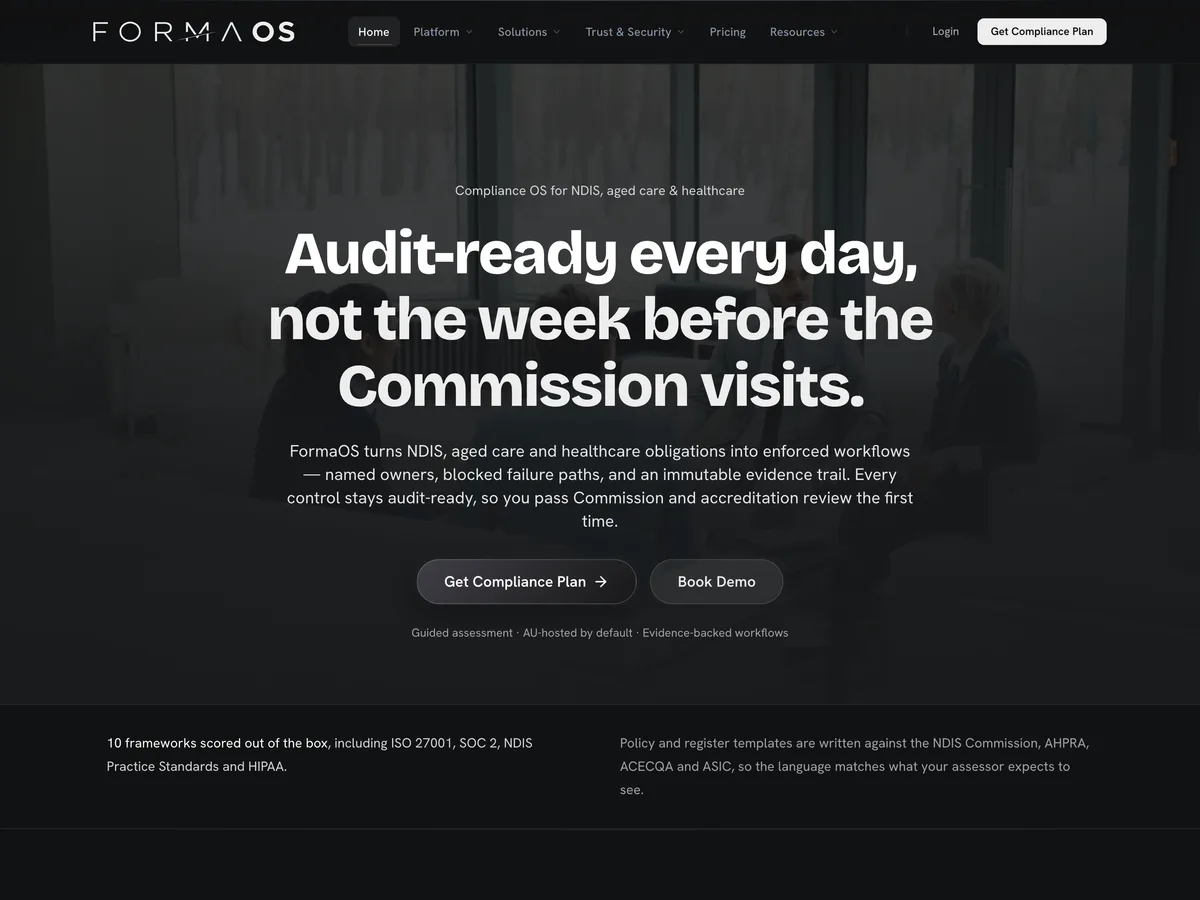 FORMAOS
Home
Platform
Solutions
Trust & Security
Pricing
Resources
Login
Get Compliance Plan
Compliance OS for NDIS, aged care & healthcare
Audit-ready every day,
not the week before the
Commission visits.
FormaOS turns NDIS, aged care and healthcare obligations into enforced workflows
— named owners, blocked failure paths, and an immutable evidence trail. Every
control stays audit-ready, so you pass Commission and accreditation review the first
time.
Get Compliance Plan →
Book Demo
Guided assessment · AU-hosted by default · Evidence-backed workflows
10 frameworks scored out of the box, including ISO 27001, SOC 2, NDIS
Practice Standards and HIPAA.
Policy and register templates are written against the NDIS Commission, AHPRA,
ACECQA and ASIC, so the language matches what your assessor expects to
see.